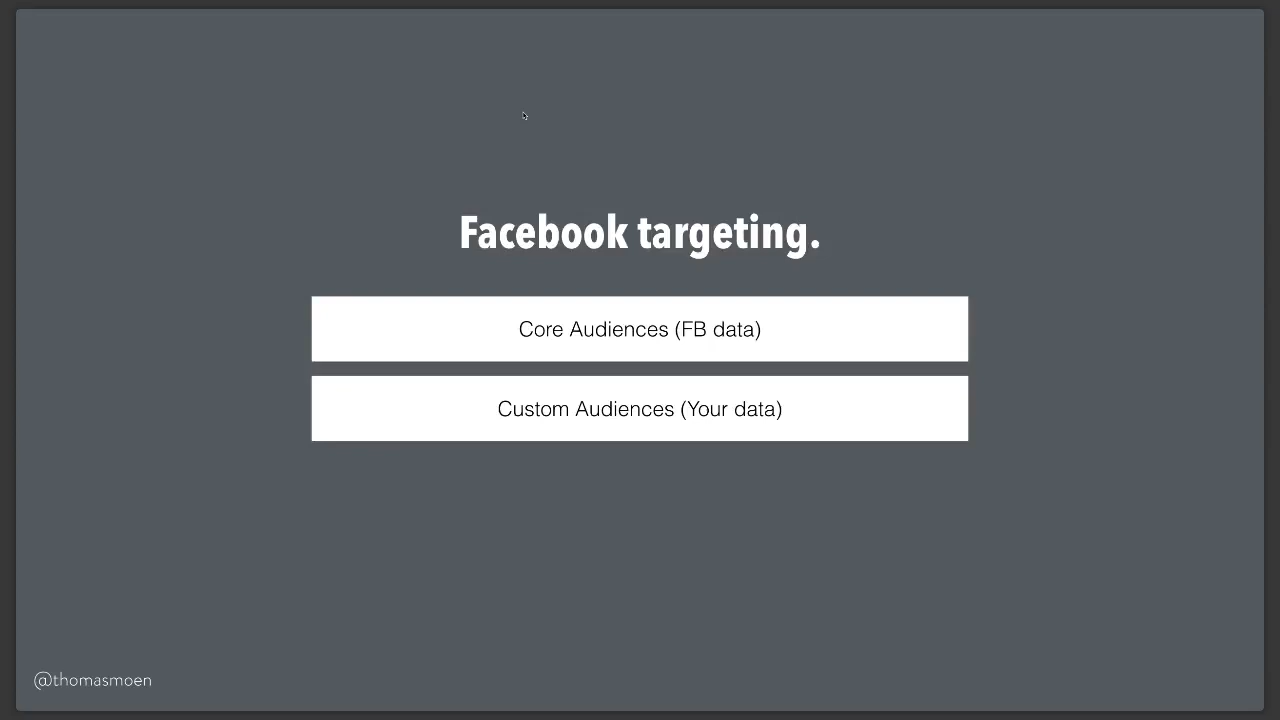 Facebook targeting.
Core Audiences (FB data)
Custom Audiences (Your data)
@thomasmoen